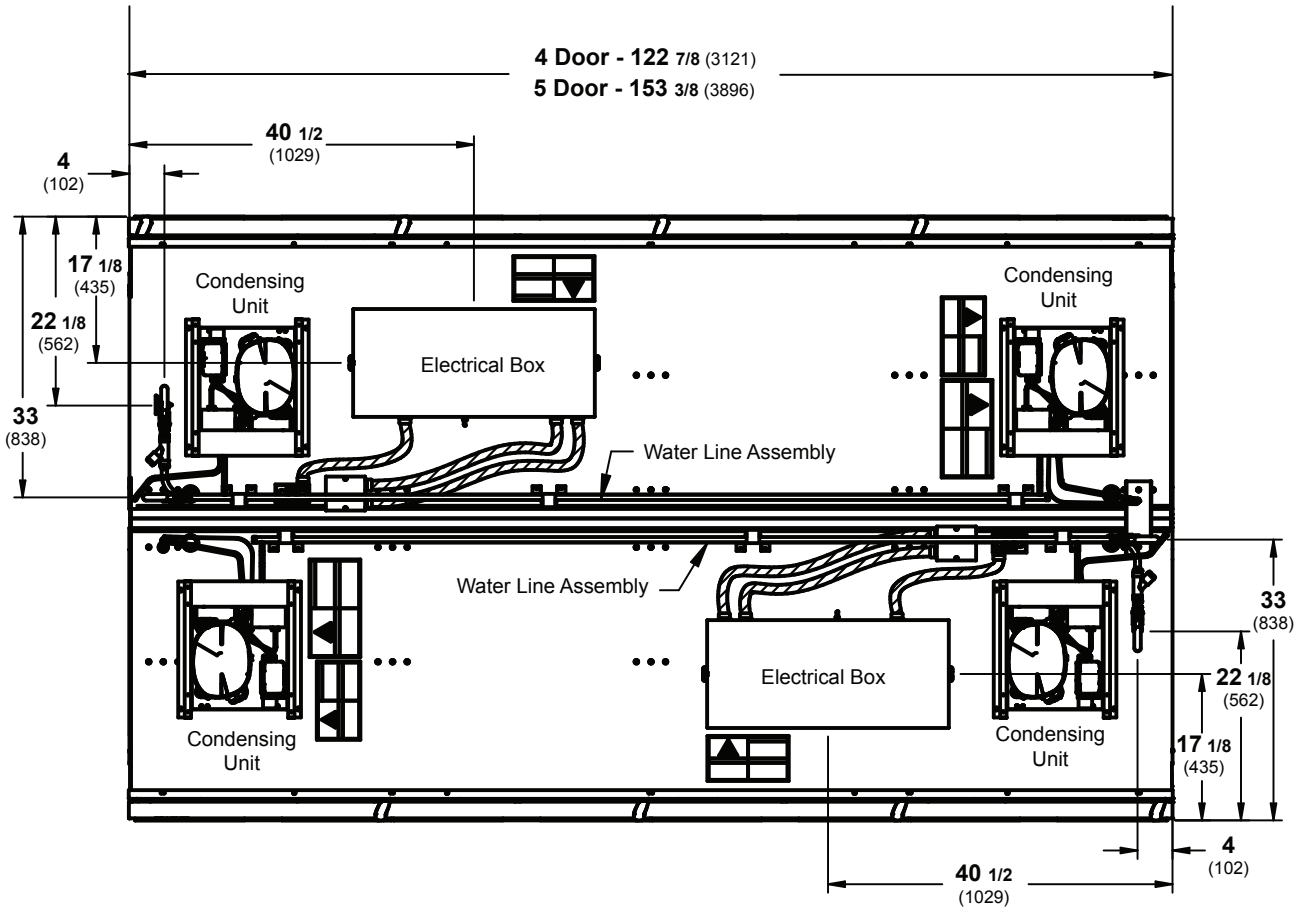 4 Door - 122 7/8 (3121)
5 Door - 153 3/8 (3896)
40 1/2
(1029)
4
(102)
17 1/8
(435)
22 1/8
(562)
33
(838)
Condensing
Unit
Electrical Box
Condensing
Unit
Water Line Assembly
Water Line Assembly
Condensing
Unit
Electrical Box
Condensing
Unit
33
(838)
22 1/8
(562)
17 1/8
(435)
4
(102)
40 1/2
(1029)